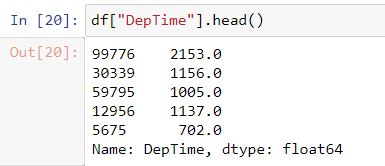 In [20]: df["DepTime"].head()
Out[20]: 99776    2153.0
30339    1156.0
59795    1005.0
12956    1137.0
5675      702.0
Name: DepTime, dtype: float64